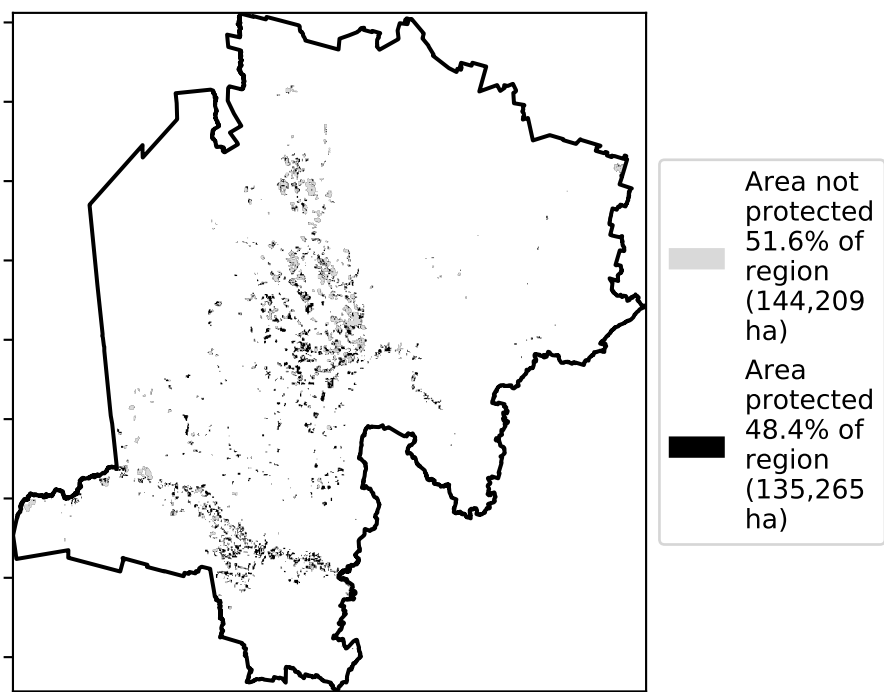 Area not
protected
51.6% of
region
(144,209
ha)
Area
protected
48.4% of
region
(135,265
ha)